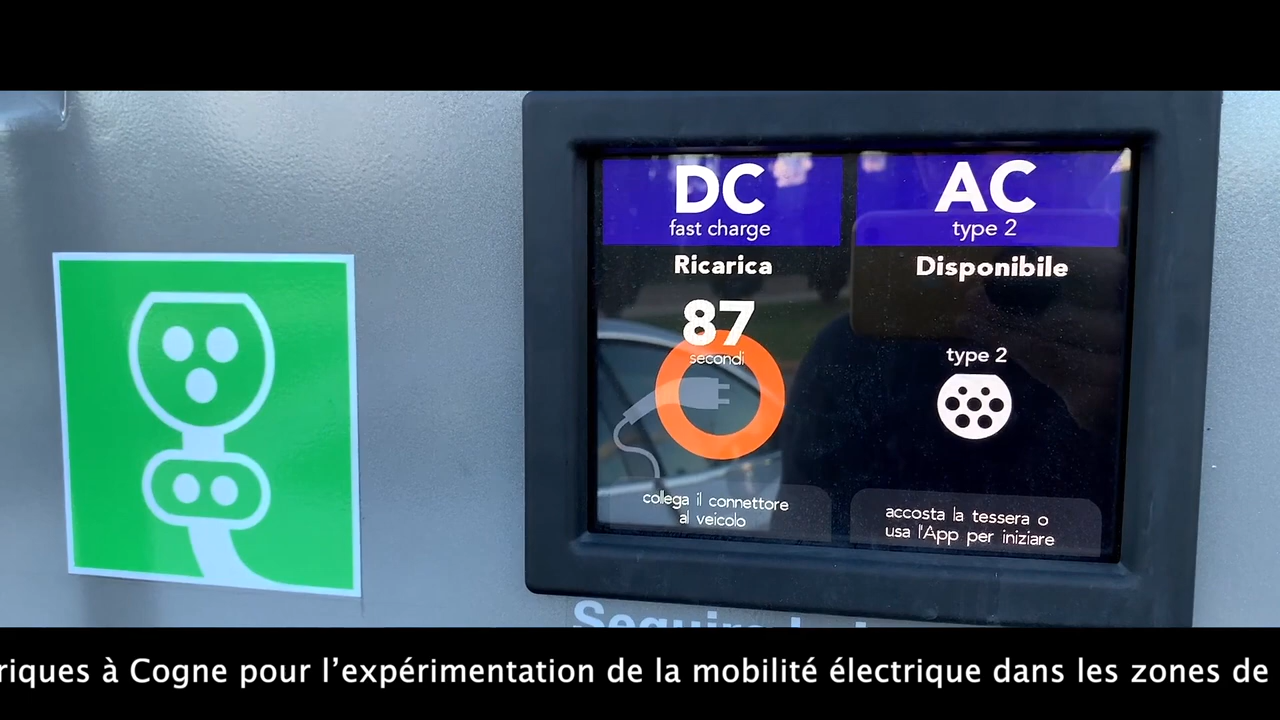 DC
fast charge
Ricarica
87
secondi
collega il connettore
al veicolo
AC
type 2
Disponibile
type 2
accosta la tessera o
usa l'App per iniziare
à Cogne pour l’expérimentation de la mobilité électrique dans les zones de